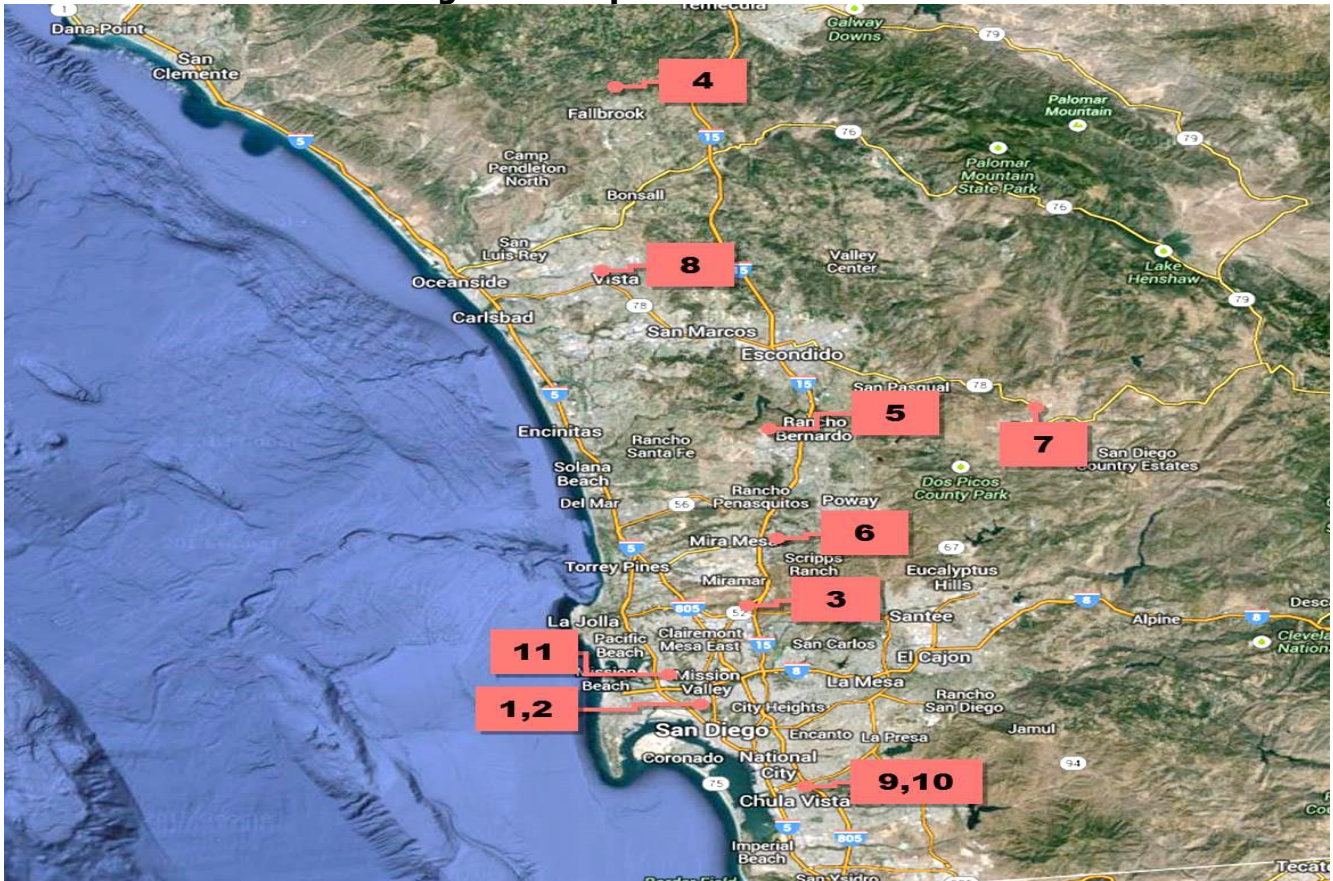 Temecula
1
Dana Point
Galway
Downs
79
San
Clemente
4
Fallbrook
Palomar
Mountain
5
15
76
79
Camp
Pendleton
North
Palomar
Mountain
State Park
Bonsall
76
San
Luis Rey
8
15
Valley
Center
Lake
Henshaw
Oceanside
Vista
79
Carlsbad
78
San Marcos
Escondido
15
San Pasqual
78
5
5
Rancho
Bernardo
Encinitas
Rancho
Santa Fe
7
San Diego
Country Estates
Solana
Beach
Dos Picos
County Park
Del Mar
56
Rancho
Penasquitos
Poway
6
Mira Mesa
5
67
Torrey Pines
Scripps
Ranch
Eucalyptus
Hills
Miramar
3
805
52
8
La Jolla
Santee
Alpine
8
Pacific
Beach
Clairemont
Mesa East
15
San Carlos
El Cajon
11
Mission
Beach
Mission
Valley
8
La Mesa
1,2
City Heights
Rancho
San Diego
San Diego
Encanto
La Presa
Jamul
Coronado
National
City
94
75
9,10
Chula Vista
5
805
Imperial
Beach
San Ysidro